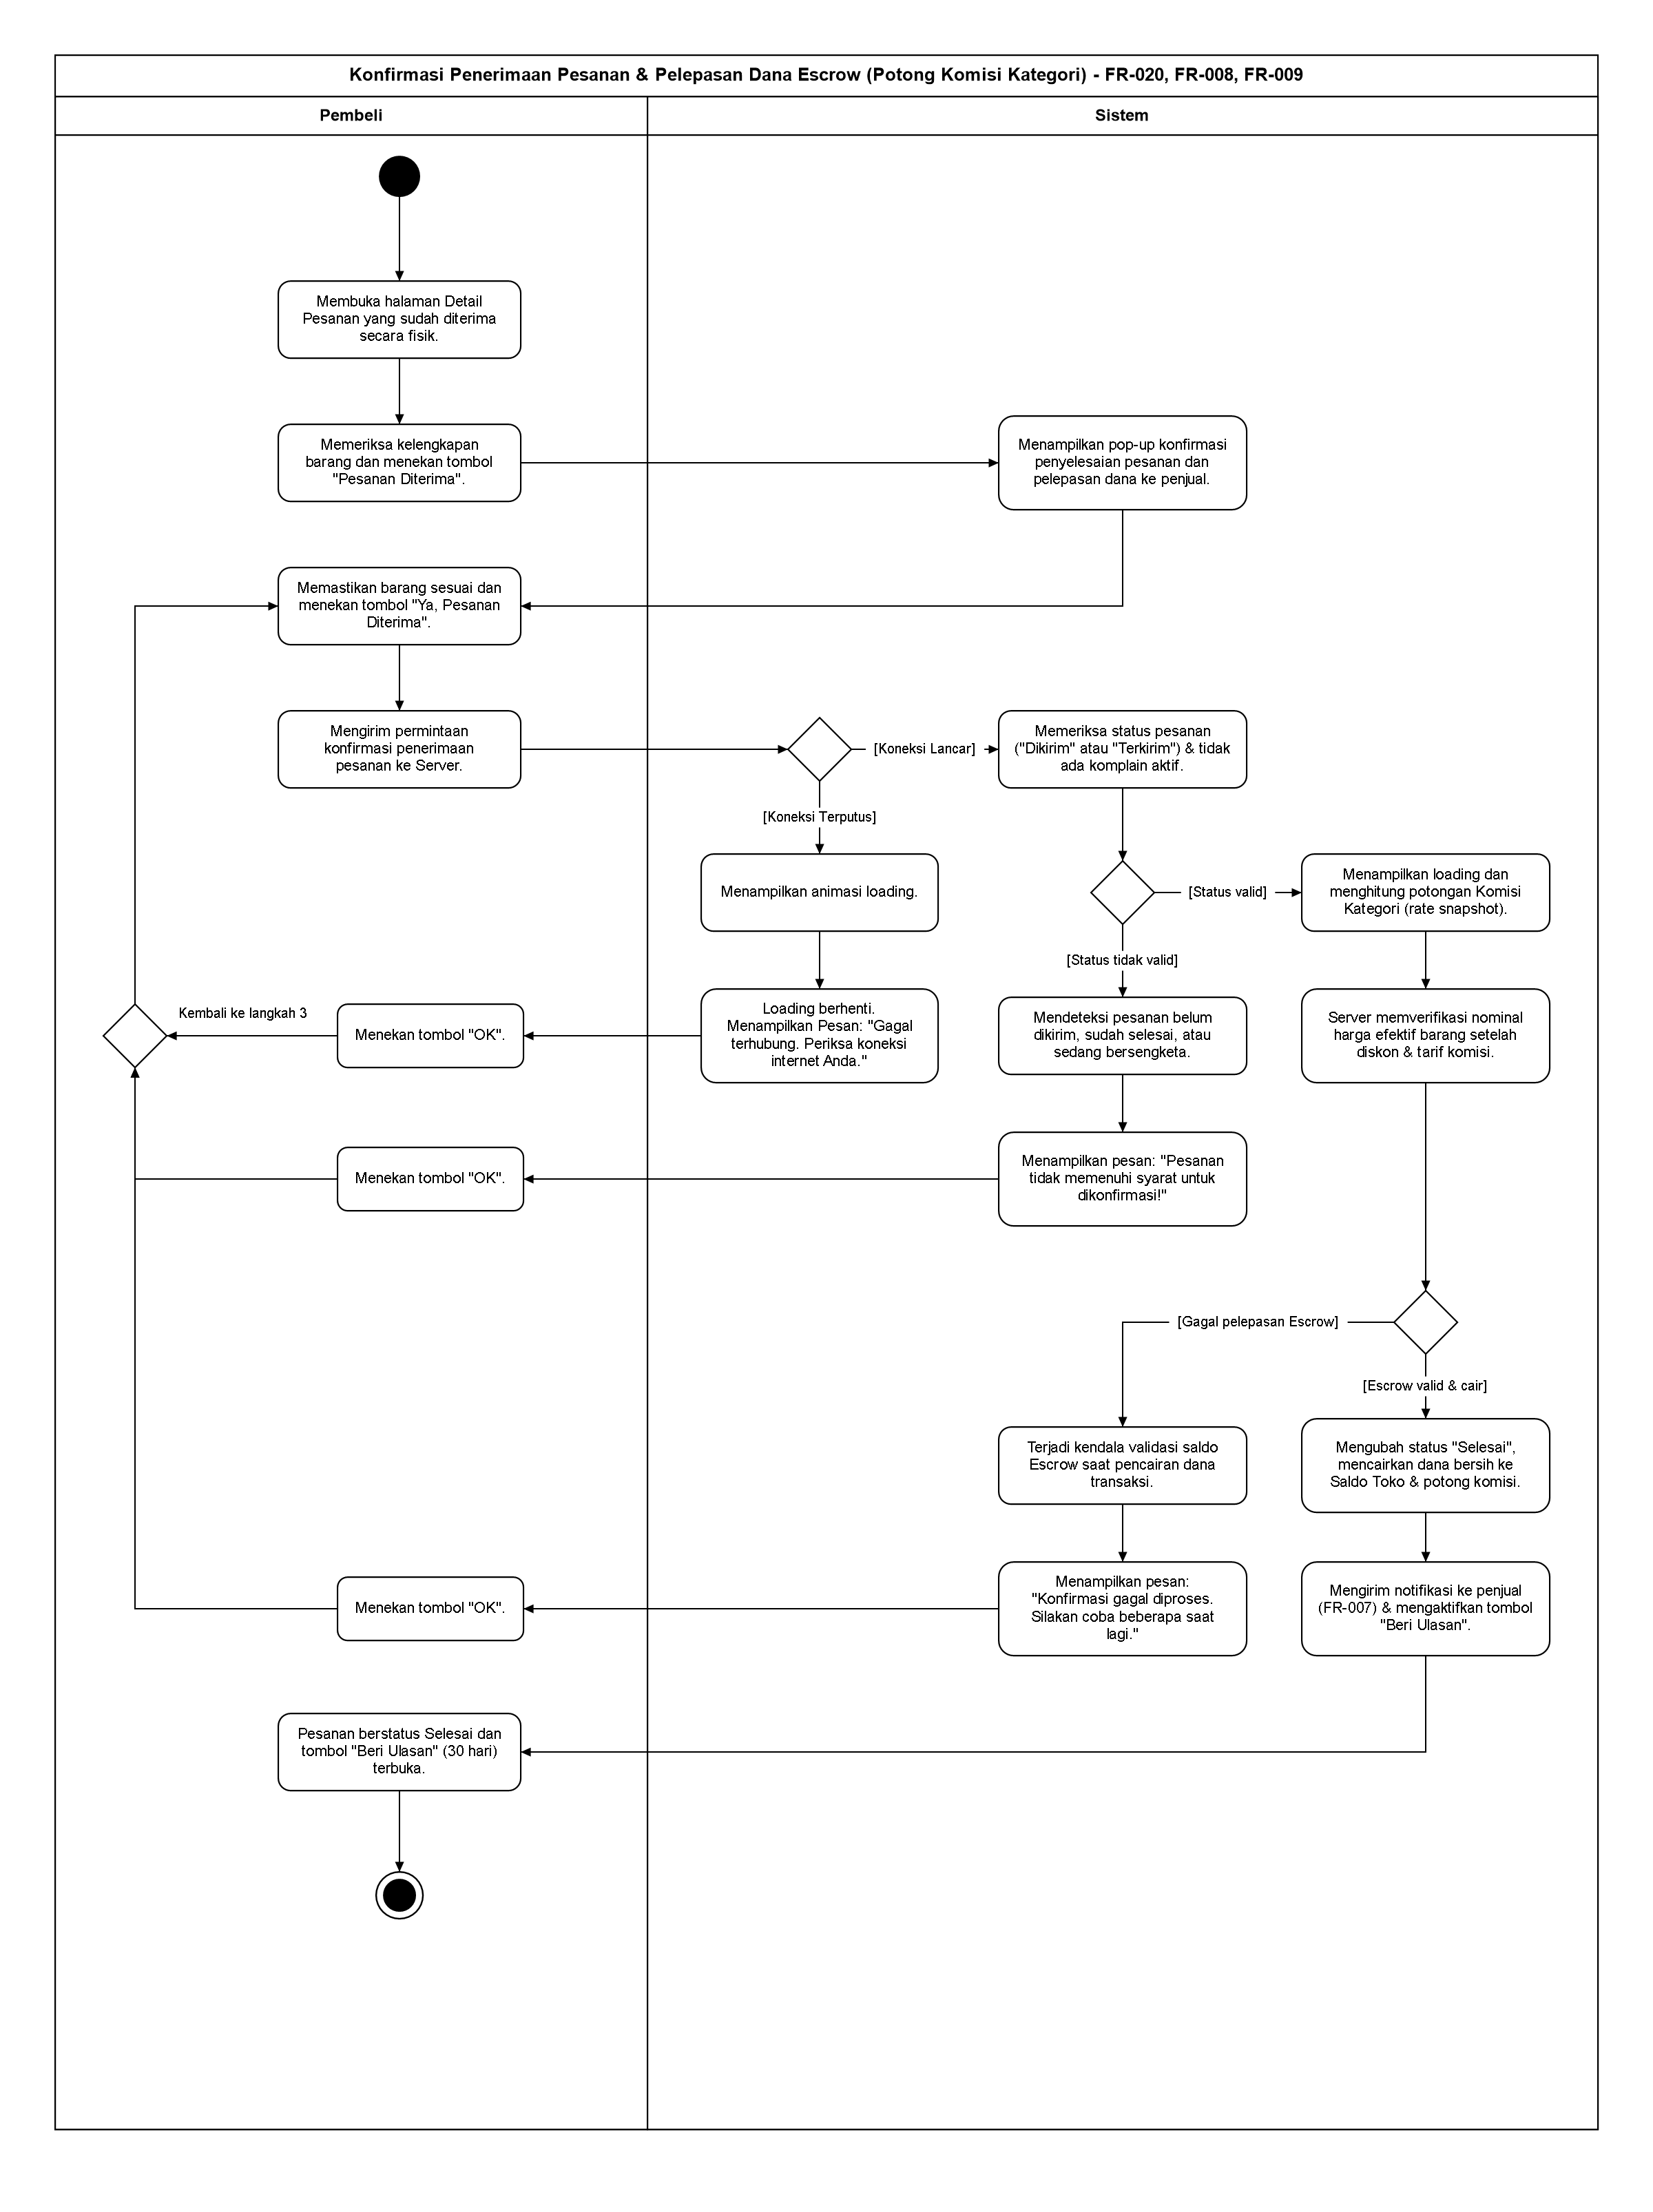 Konfirmasi Penerimaan Pesanan & Pelepasan Dana Escrow (Potong Komisi Kategori) - FR-020, FR-008, FR-009
Pembeli
Sistem
Membuka halaman Detail
Pesanan yang sudah diterima
secara fisik.
Memeriksa kelengkapan
barang dan menekan tombol
"Pesanan Diterima".
Menampilkan pop-up konfirmasi
penyelesaian pesanan dan
pelepasan dana ke penjual.
Memastikan barang sesuai dan
menekan tombol "Ya, Pesanan
Diterima".
Mengirim permintaan
konfirmasi penerimaan
pesanan ke Server.
[Koneksi Lancar]
Memeriksa status pesanan
("Dikirim" atau "Terkirim") & tidak
ada komplain aktif.
[Koneksi Terputus]
Menampilkan animasi loading.
[Status valid]
Menampilkan loading dan
menghitung potongan Komisi
Kategori (rate snapshot).
[Status tidak valid]
Kembali ke langkah 3
Menekan tombol "OK".
Loading berhenti.
Menampilkan Pesan: "Gagal
terhubung. Periksa koneksi
internet Anda."
Mendeteksi pesanan belum
dikirim, sudah selesai, atau
sedang bersengketa.
Server memverifikasi nominal
harga efektif barang setelah
diskon & tarif komisi.
Menekan tombol "OK".
Menampilkan pesan: "Pesanan
tidak memenuhi syarat untuk
dikonfirmasi!"
[Gagal pelepasan Escrow]
[Escrow valid & cair]
Terjadi kendala validasi saldo
Escrow saat pencairan dana
transaksi.
Mengubah status "Selesai",
mencairkan dana bersih ke
Saldo Toko & potong komisi.
Menekan tombol "OK".
Menampilkan pesan:
"Konfirmasi gagal diproses.
Silakan coba beberapa saat
lagi."
Mengirim notifikasi ke penjual
(FR-007) & mengaktifkan tombol
"Beri Ulasan".
Pesanan berstatus Selesai dan
tombol "Beri Ulasan" (30 hari)
terbuka.